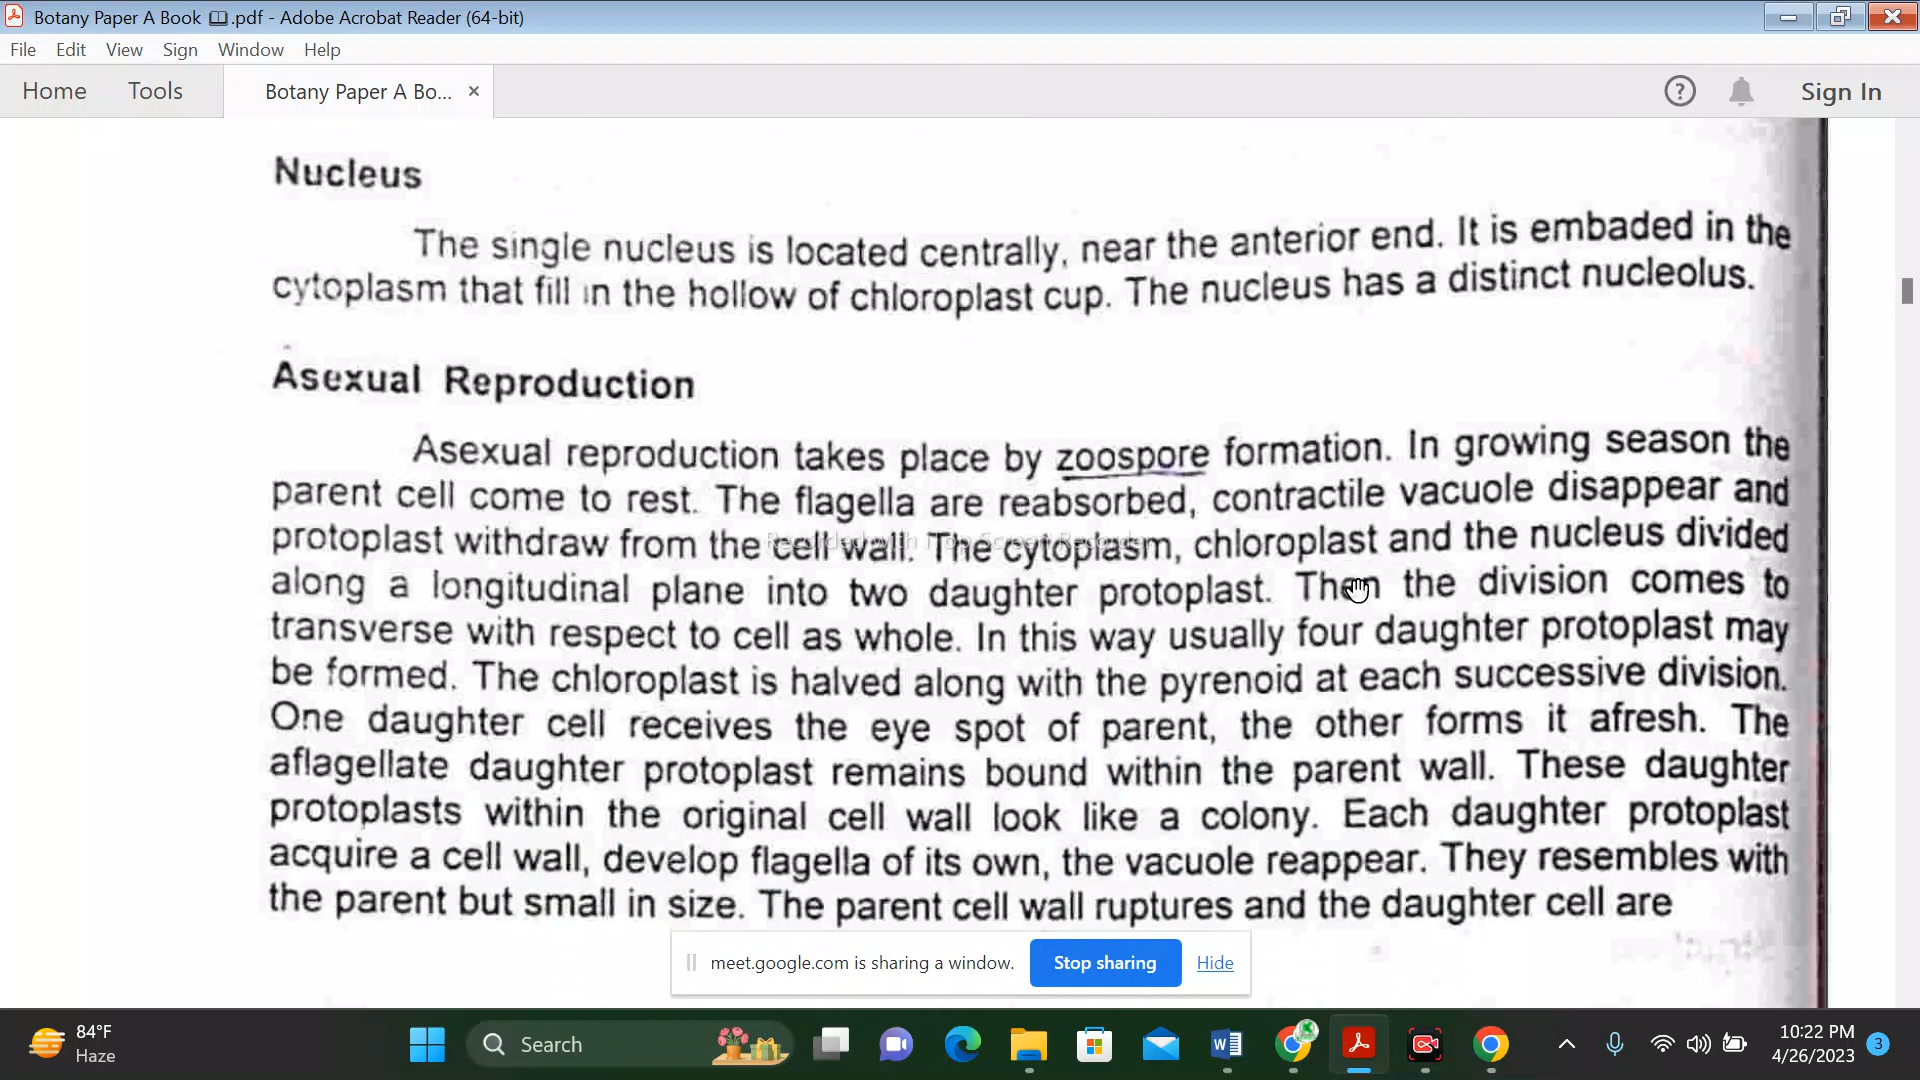 Botany Paper A Book 📖.pdf - Adobe Acrobat Reader (64-bit)
File Edit View Sign Window Help
Home Tools Botany Paper A Bo... × Sign In
Nucleus
The single nucleus is located centrally, near the anterior end. It is embaded in the
cytoplasm that fill in the hollow of chloroplast cup. The nucleus has a distinct nucleolus.
Asexual Reproduction
Asexual reproduction takes place by zoospore formation. In growing season the
parent cell come to rest. The flagella are reabsorbed, contractile vacuole disappear and
protoplast withdraw from the cell wall. The cytoplasm, chloroplast and the nucleus divided
Recorded with iTop Screen Recorder
along a longitudinal plane into two daughter protoplast. Then the division comes to
transverse with respect to cell as whole. In this way usually four daughter protoplast may
be formed. The chloroplast is halved along with the pyrenoid at each successive division.
One daughter cell receives the eye spot of parent, the other forms it afresh. The
aflagellate daughter protoplast remains bound within the parent wall. These daughter
protoplasts within the original cell wall look like a colony. Each daughter protoplast
acquire a cell wall, develop flagella of its own, the vacuole reappear. They resembles with
the parent but small in size. The parent cell wall ruptures and the daughter cell are
meet.google.com is sharing a window. Stop sharing Hide
84°F
Haze
Search
10:22 PM
4/26/2023
3